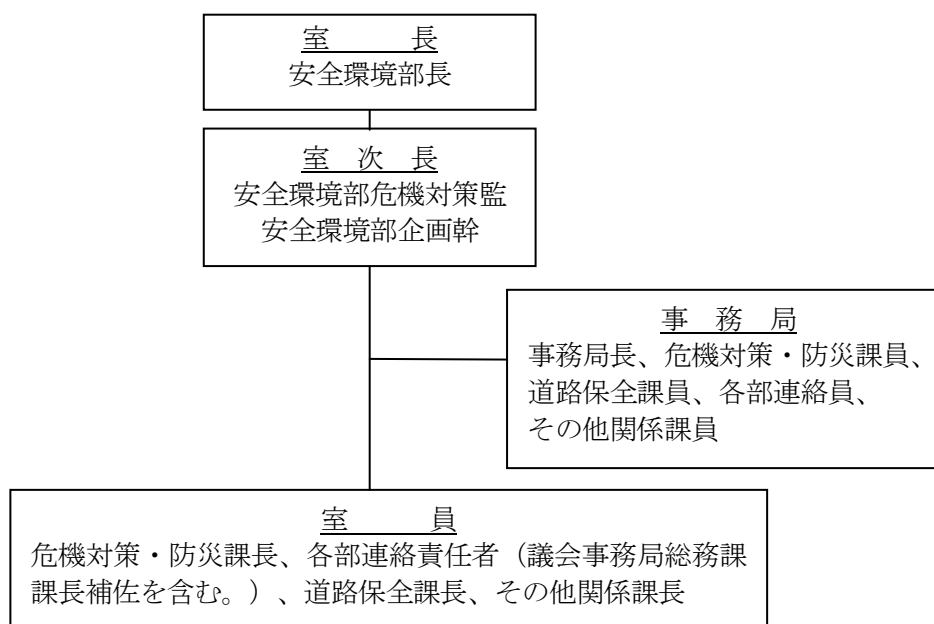 室　　　長
安全環境部長
室　次　長
安全環境部危機対策監
安全環境部企画幹
事　務　局
事務局長、危機対策・防災課員、
道路保全課員、各部連絡員、
その他関係課員
室　　　員
危機対策・防災課長、各部連絡責任者（議会事務局総務課
課長補佐を含む。）、道路保全課長、その他関係課長